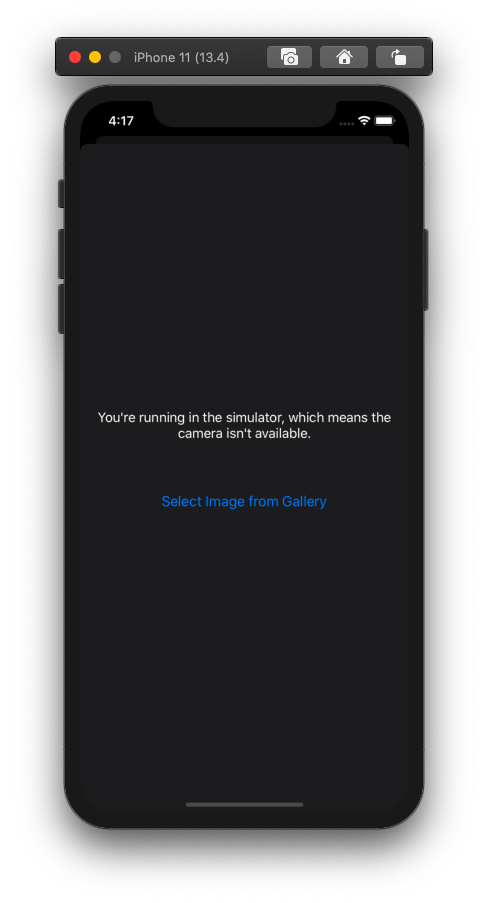 iPhone 11 (13.4)
4:17
You're running in the simulator, which means the
camera isn't available.
Select Image from Gallery